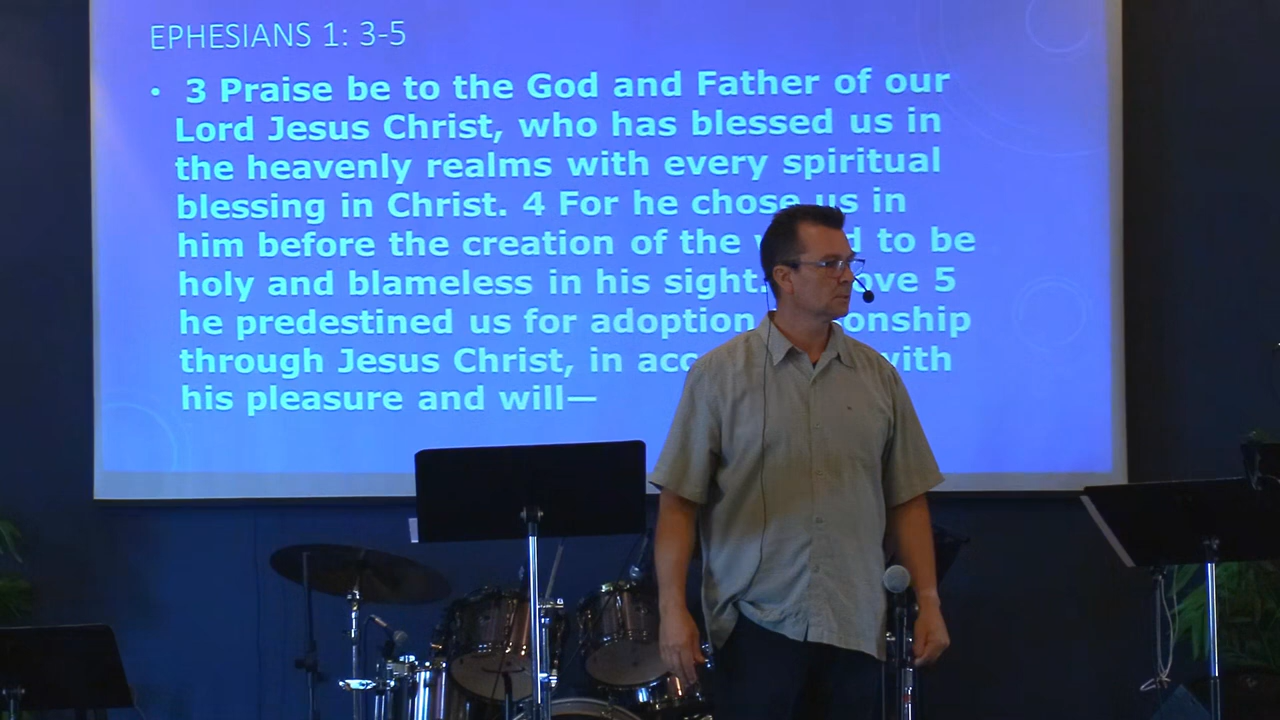 EPHESIANS 1: 3-5
• 3 Praise be to the God and Father of our
Lord Jesus Christ, who has blessed us in
the heavenly realms with every spiritual
blessing in Christ. 4 For he chose us in
him before the creation of the to be
holy and blameless in his sight. 5
he predestined us for adoption
through Jesus Christ, in with
his pleasure and will—